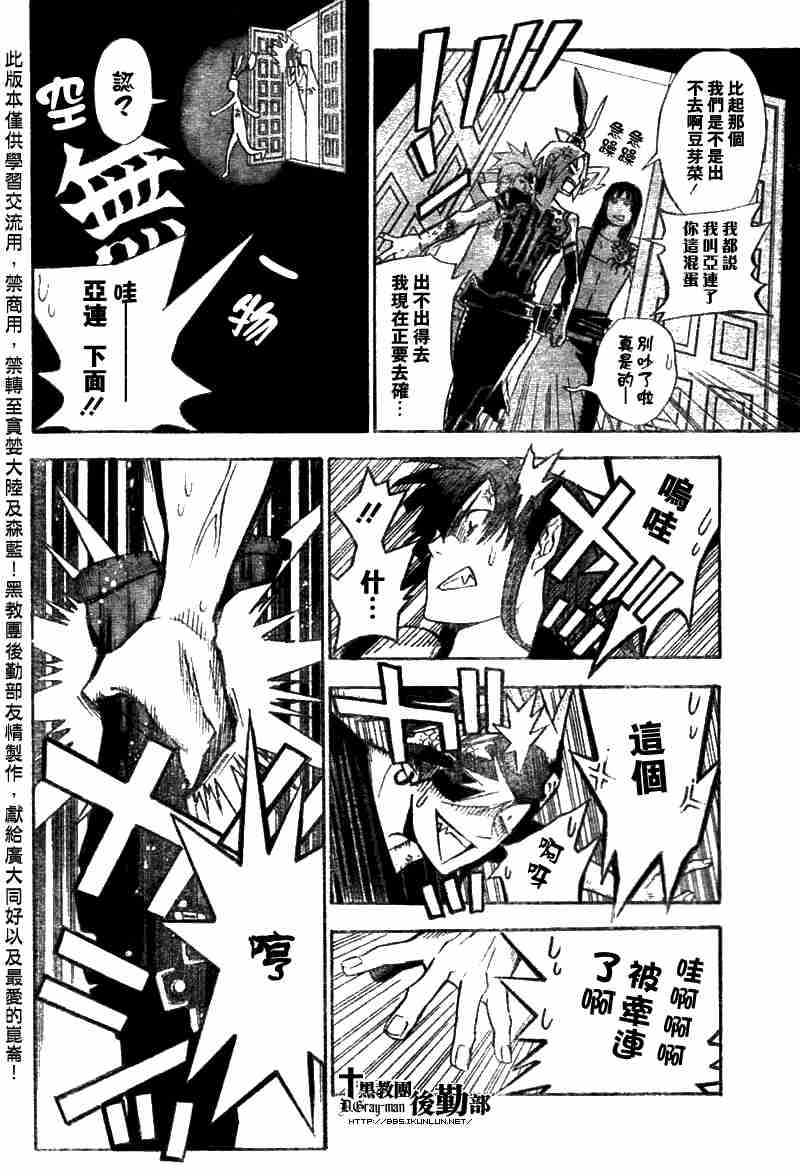 比起那個
我們是不是出
不去啊豆芽菜!
急躁
急躁
我都說
我叫亞連了
你這混蛋
別吵了啦
真是的—
出不出得去
我現在正要去確…
認?
空
無
一
物
哇——
亞連 下面!!
嗚哇
!!
什…
這個
啊呀
哇啊啊啊
被牽連
了啊
哼
此版本僅供學習交流用，禁商用，禁轉至貪婪大陸及森藍！黑教團後勤部友情製作，獻給廣大同好以及最愛的崑崙！
黑教團
D.Gray-man
後勤部
HTTP://BBS.IKUNLUN.NET/